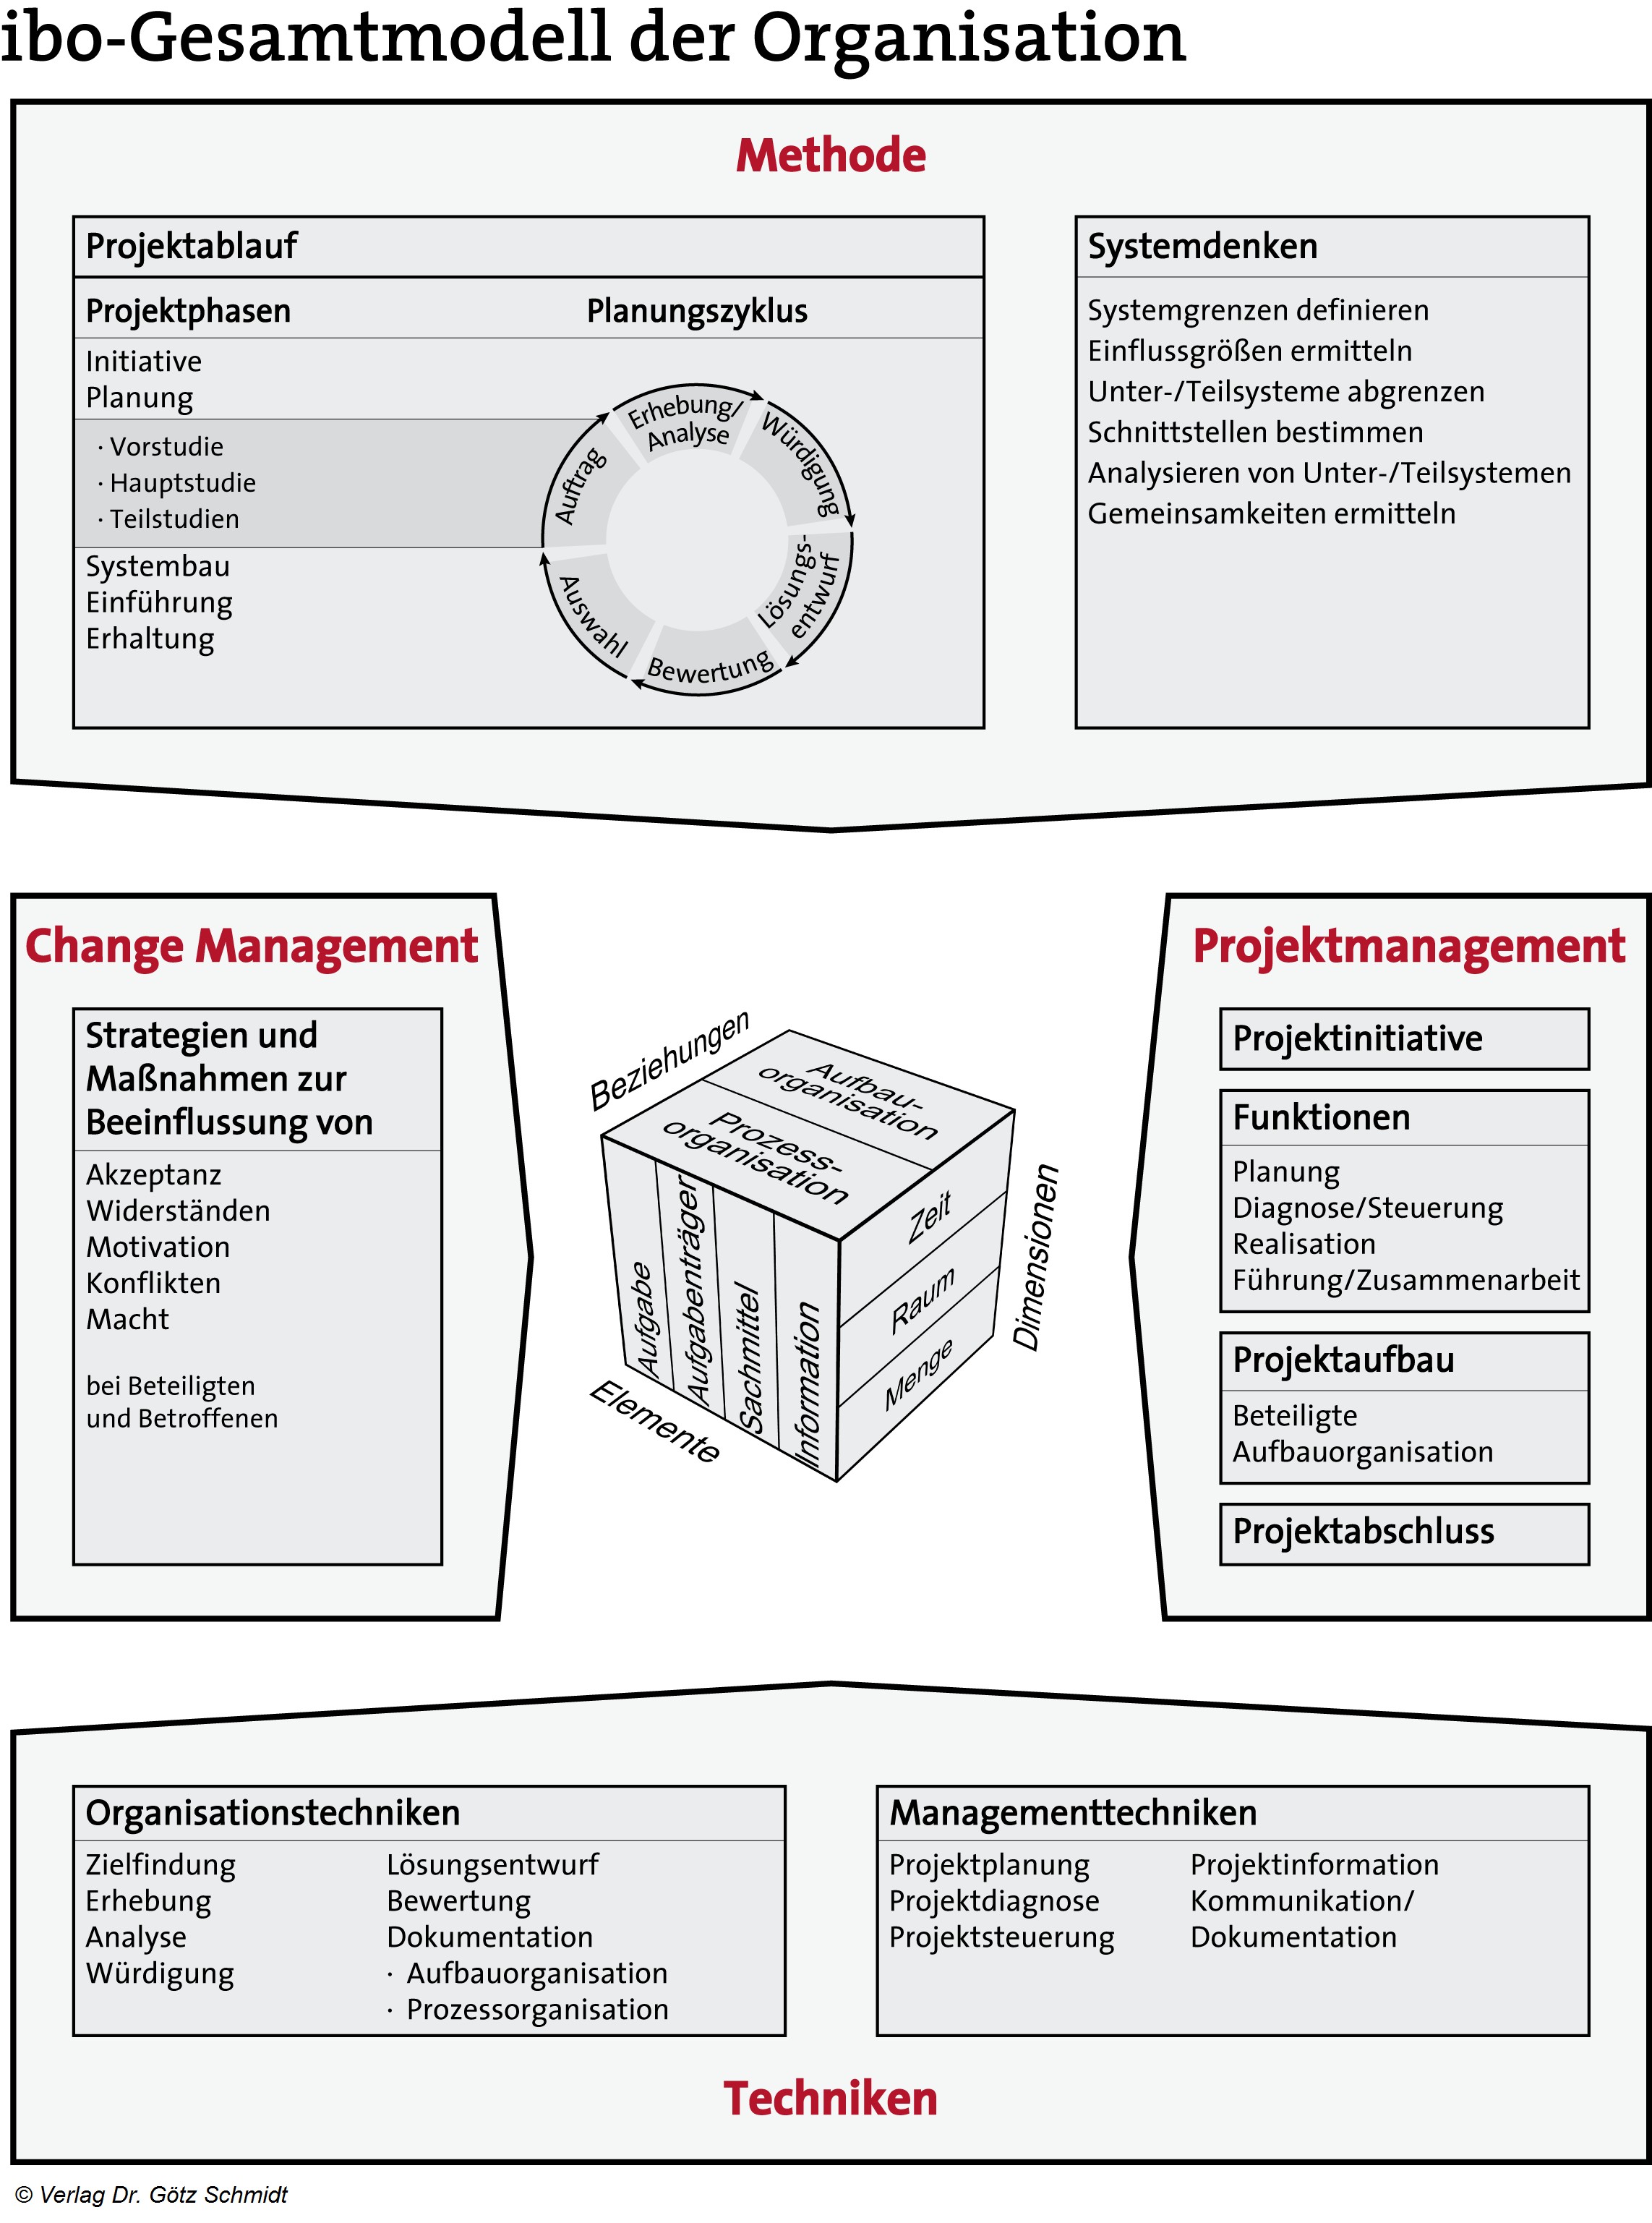 ibo-Gesamtmodell der Organisation
Methode
Projektablauf
Projektphasen
Planungszyklus
Initiative
Planung
· Vorstudie
· Hauptstudie
· Teilstudien
Systembau
Einführung
Erhaltung
Auftrag
Erhebung/
Analyse
Würdigung
Lösungs-
entwurf
Bewertung
Auswahl
Systemdenken
Systemgrenzen definieren
Einflussgrößen ermitteln
Unter-/Teilsysteme abgrenzen
Schnittstellen bestimmen
Analysieren von Unter-/Teilsystemen
Gemeinsamkeiten ermitteln
Change Management
Strategien und
Maßnahmen zur
Beeinflussung von
Akzeptanz
Widerständen
Motivation
Konflikten
Macht
bei Beteiligten
und Betroffenen
Beziehungen
Aufbau-
organisation
Prozess-
organisation
Elemente
Aufgabe
Aufgabenträger
Sachmittel
Information
Dimensionen
Zeit
Raum
Menge
Projektmanagement
Projektinitiative
Funktionen
Planung
Diagnose/Steuerung
Realisation
Führung/Zusammenarbeit
Projektaufbau
Beteiligte
Aufbauorganisation
Projektabschluss
Organisationstechniken
Zielfindung
Erhebung
Analyse
Würdigung
Lösungsentwurf
Bewertung
Dokumentation
· Aufbauorganisation
· Prozessorganisation
Managementtechniken
Projektplanung
Projektdiagnose
Projektsteuerung
Projektinformation
Kommunikation/
Dokumentation
Techniken
© Verlag Dr. Götz Schmidt